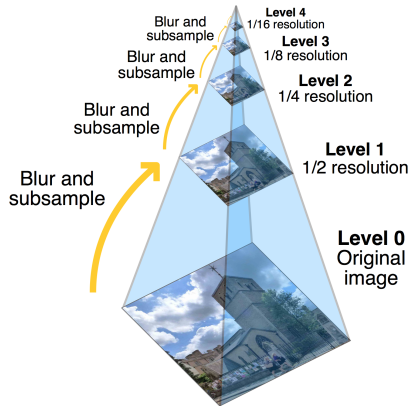 Blur and
subsample
Level 4
1/16 resolution
Blur and
subsample
Level 3
1/8 resolution
Blur and
subsample
Level 2
1/4 resolution
Blur and
subsample
Level 1
1/2 resolution
Level 0
Original
image